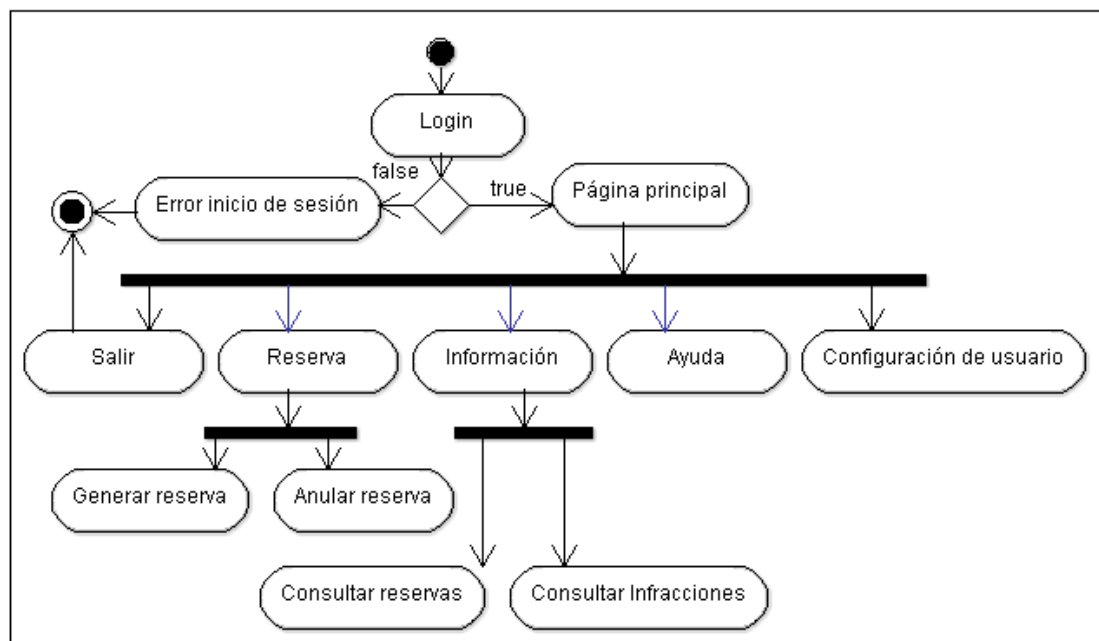 Login
false
true
Error inicio de sesión
Página principal
Salir
Reserva
Información
Ayuda
Configuración de usuario
Generar reserva
Anular reserva
Consultar reservas
Consultar Infracciones